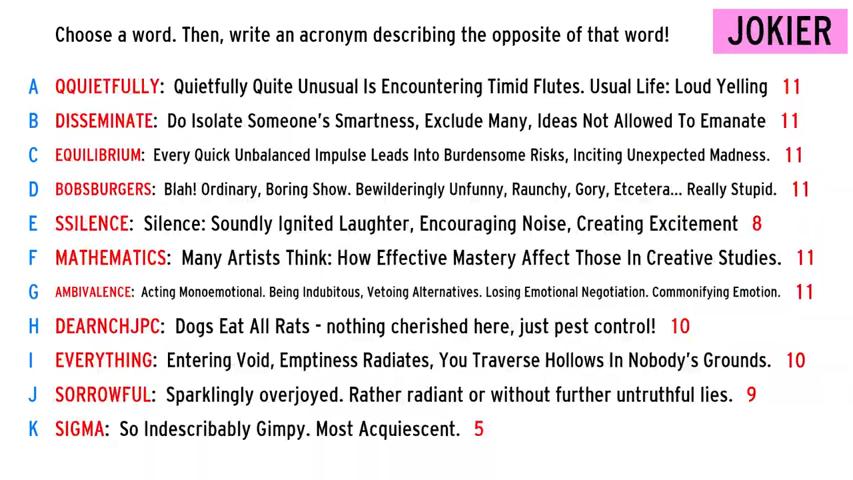 Choose a word. Then, write an acronym describing the opposite of that word!
JOKIER
A QQUIETFULLY: Quietfully Quite Unusual Is Encountering Timid Flutes. Usual Life: Loud Yelling 11
B DISSEMINATE: Do Isolate Someone's Smartness, Exclude Many, Ideas Not Allowed To Emanate 11
C EQUILIBRIUM: Every Quick Unbalanced Impulse Leads Into Burdensome Risks, Inciting Unexpected Madness. 11
D BOBSBURGERS: Blah! Ordinary, Boring Show. Bewilderingly Unfunny, Raunchy, Gory, Etcetera... Really Stupid. 11
E SSILENCE: Silence: Soundly Ignited Laughter, Encouraging Noise, Creating Excitement 8
F MATHEMATICS: Many Artists Think: How Effective Mastery Affect Those In Creative Studies. 11
G AMBIVALENCE: Acting Monoemotional. Being Indubitous, Vetoing Alternatives. Losing Emotional Negotiation. Commonifying Emotion. 11
H DEARNCHJPC: Dogs Eat All Rats - nothing cherished here, just pest control! 10
I EVERYTHING: Entering Void, Emptiness Radiates, You Traverse Hollows In Nobody's Grounds. 10
J SORROWFUL: Sparklingly overjoyed. Rather radiant or without further untruthful lies. 9
K SIGMA: So Indescribably Gimpy. Most Acquiescent. 5